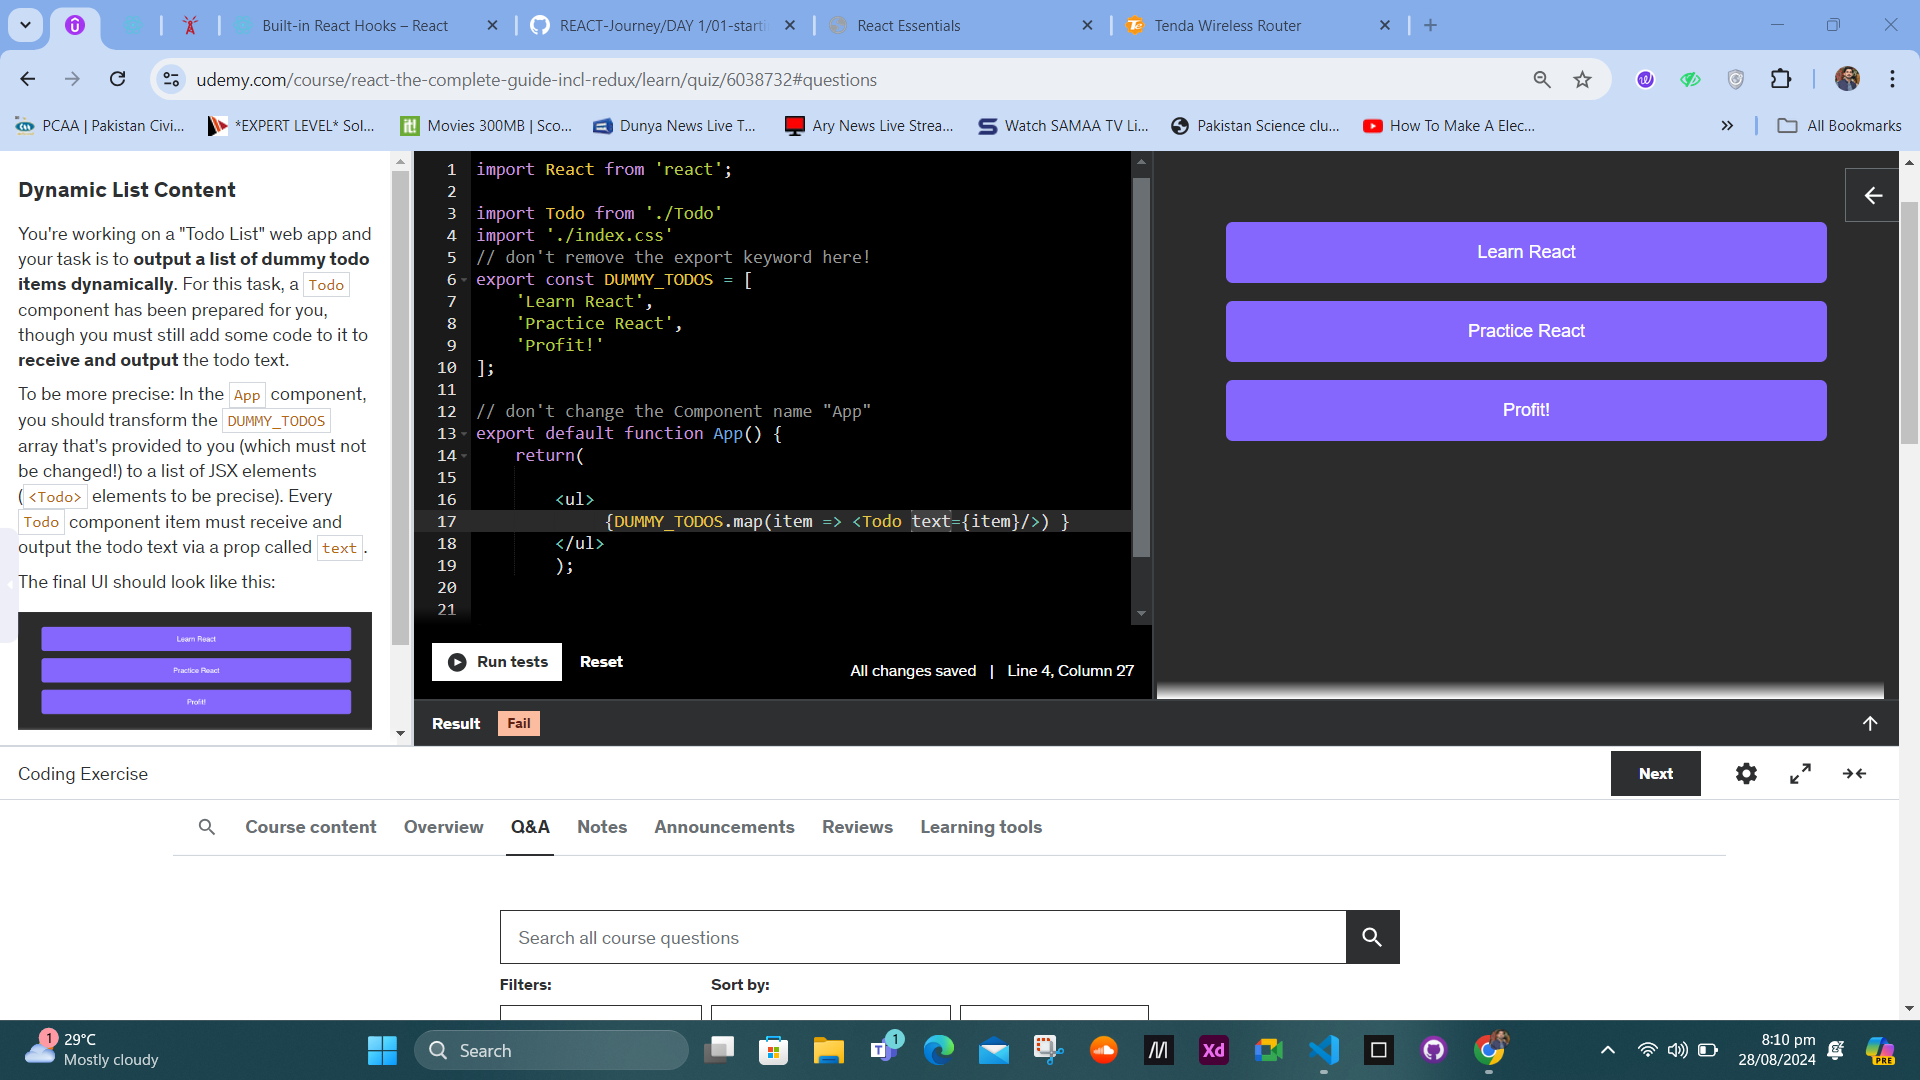 Built-in React Hooks – React
REACT-Journey/DAY 1/01-starti
React Essentials
Tenda Wireless Router
udemy.com/course/react-the-complete-guide-incl-redux/learn/quiz/6038732#questions
PCAA | Pakistan Civi...
*EXPERT LEVEL* Sol...
Movies 300MB | Sco...
Dunya News Live T...
Ary News Live Strea...
Watch SAMAA TV Li...
Pakistan Science clu...
How To Make A Elec...
All Bookmarks
Dynamic List Content
You're working on a "Todo List" web app and
your task is to output a list of dummy todo
items dynamically. For this task, a Todo
component has been prepared for you,
though you must still add some code to it to
receive and output the todo text.
To be more precise: In the App component,
you should transform the DUMMY_TODOS
array that's provided to you (which must not
be changed!) to a list of JSX elements
(<Todo> elements to be precise). Every
Todo component item must receive and
output the todo text via a prop called text.
The final UI should look like this:
Learn React
Practice React
Profit!
1 import React from 'react';
2
3 import Todo from './Todo'
4 import './index.css'
5 // don't remove the export keyword here!
6 export const DUMMY_TODOS = [
7 'Learn React',
8 'Practice React',
9 'Profit!'
10 ];
11
12 // don't change the Component name "App"
13 export default function App() {
14 return(
15
16 <ul>
17 {DUMMY_TODOS.map(item => <Todo text={item}/>) }
18 </ul>
19 );
20
21
Run tests
Reset
All changes saved | Line 4, Column 27
Learn React
Practice React
Profit!
Result Fail
Coding Exercise
Next
Course content
Overview
Q&A
Notes
Announcements
Reviews
Learning tools
Search all course questions
Filters:
Sort by:
1
29°C
Mostly cloudy
Search
T
1
Xd
PRE
8:10 pm
28/08/2024